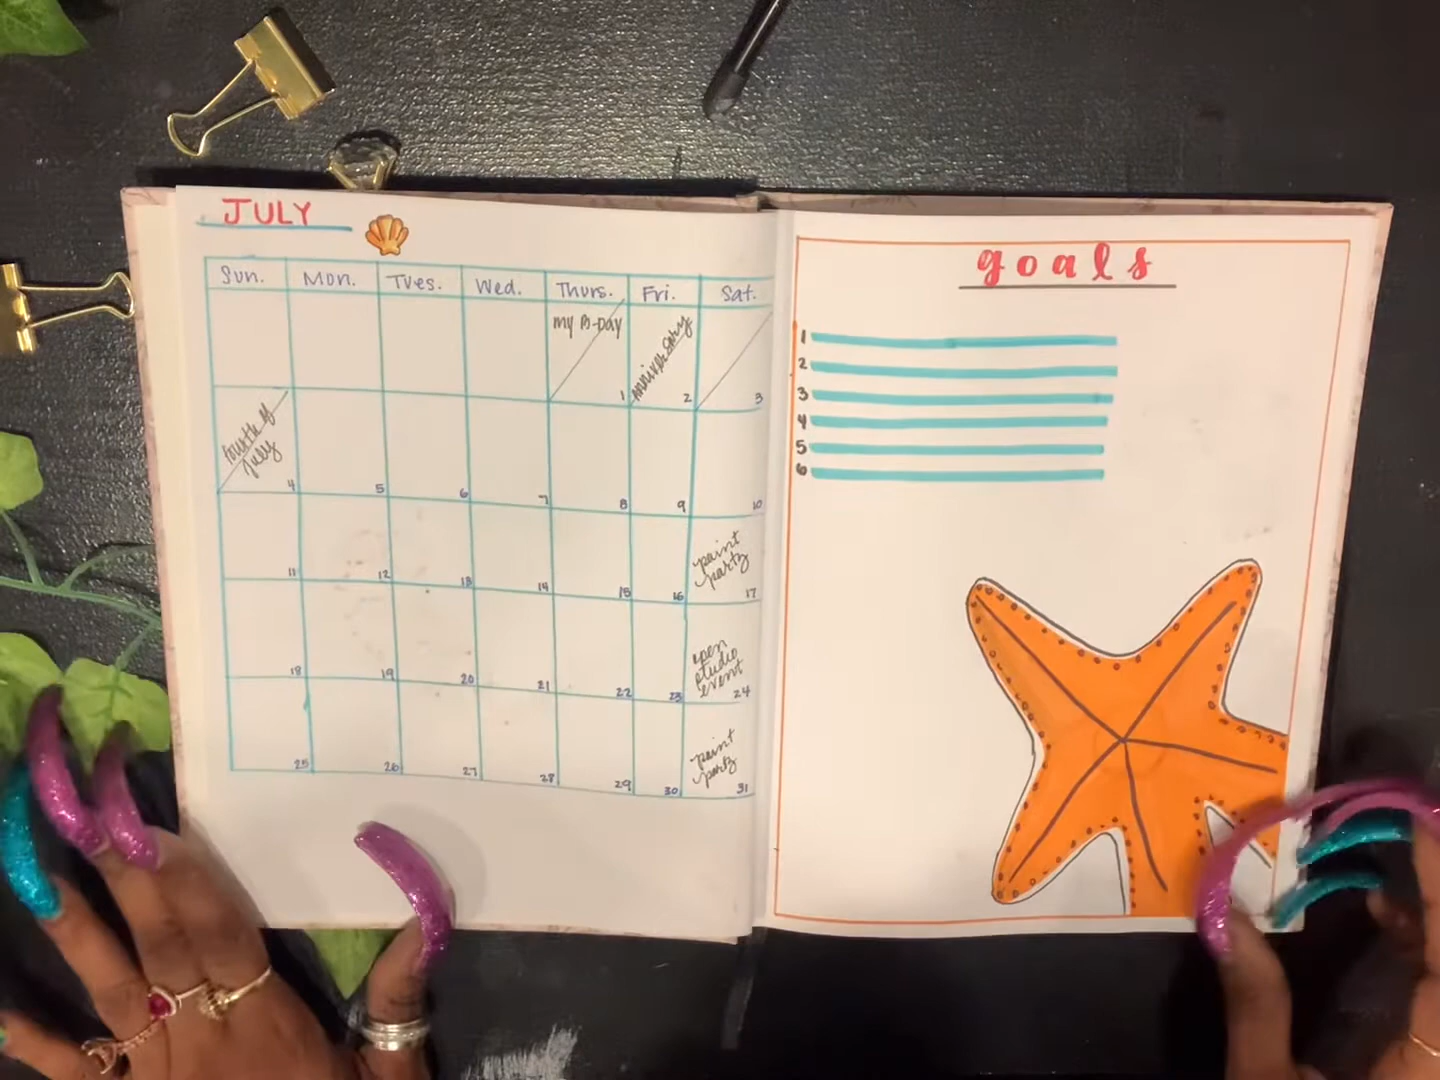 JULY
Sun. Mon. Tues. Wed. Thurs. Fri. Sat.
my B-Day
anniversary
1 2 3
fourth of
July
4 5 6 7 8 9 10
paint
party
11 12 13 14 15 16 17
open
studio
event
18 19 20 21 22 23 24
paint
party
25 26 27 28 29 30 31
goals
1
2
3
4
5
6